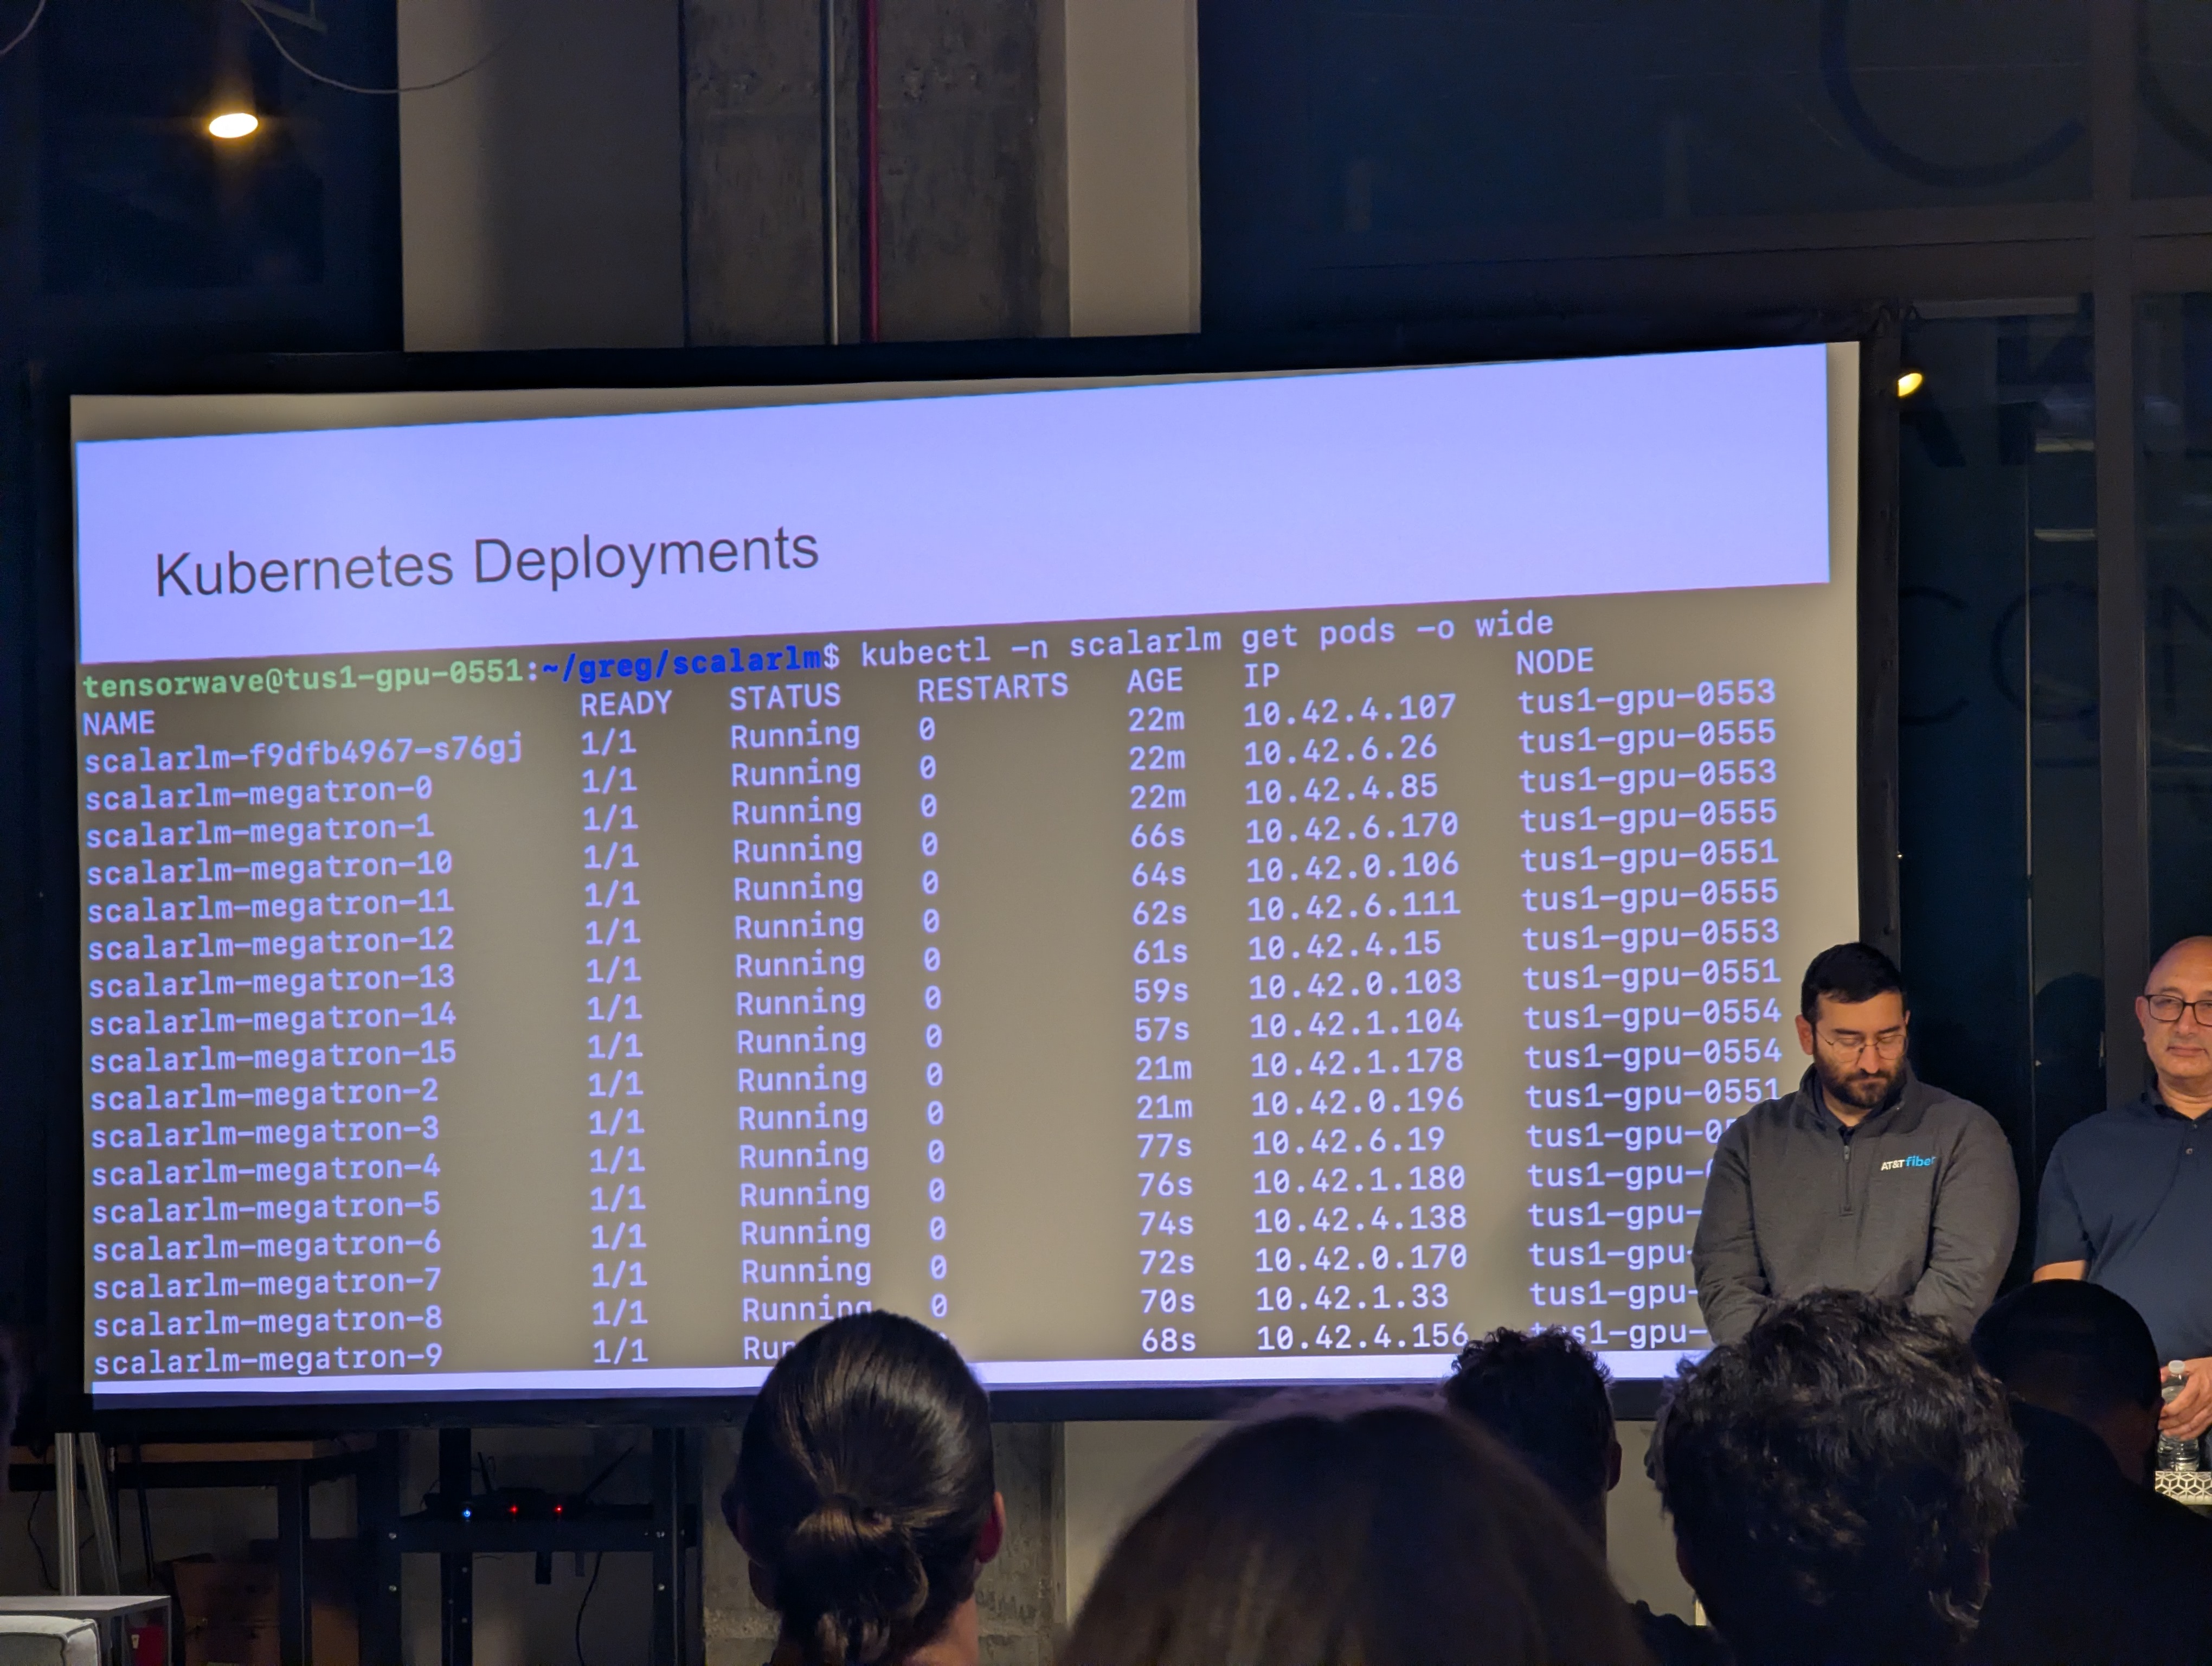 Kubernetes Deployments
tensorwave@tus1-gpu-0551:~/greg/scalarlm$ kubectl -n scalarlm get pods -o wide
NAME READY STATUS RESTARTS AGE IP NODE
scalarlm-f9dfb4967-s76gj 1/1 Running 0 22m 10.42.4.107 tus1-gpu-0553
scalarlm-megatron-0 1/1 Running 0 22m 10.42.6.26 tus1-gpu-0555
scalarlm-megatron-1 1/1 Running 0 22m 10.42.4.85 tus1-gpu-0553
scalarlm-megatron-10 1/1 Running 0 66s 10.42.6.170 tus1-gpu-0555
scalarlm-megatron-11 1/1 Running 0 64s 10.42.0.106 tus1-gpu-0551
scalarlm-megatron-12 1/1 Running 0 62s 10.42.6.111 tus1-gpu-0555
scalarlm-megatron-13 1/1 Running 0 61s 10.42.4.15 tus1-gpu-0553
scalarlm-megatron-14 1/1 Running 0 59s 10.42.0.103 tus1-gpu-0551
scalarlm-megatron-15 1/1 Running 0 57s 10.42.1.104 tus1-gpu-0554
scalarlm-megatron-2 1/1 Running 0 21m 10.42.1.178 tus1-gpu-0554
scalarlm-megatron-3 1/1 Running 0 21m 10.42.0.196 tus1-gpu-0551
scalarlm-megatron-4 1/1 Running 0 77s 10.42.6.19 tus1-gpu-
scalarlm-megatron-5 1/1 Running 0 76s 10.42.1.180 tus1-gpu-
scalarlm-megatron-6 1/1 Running 0 74s 10.42.4.138 tus1-gpu-
scalarlm-megatron-7 1/1 Running 0 72s 10.42.0.170 tus1-gpu-
scalarlm-megatron-8 1/1 Running 0 70s 10.42.1.33 tus1-gpu-
scalarlm-megatron-9 1/1 68s 10.42.4.156 tus1-gpu-
AT&T fiber